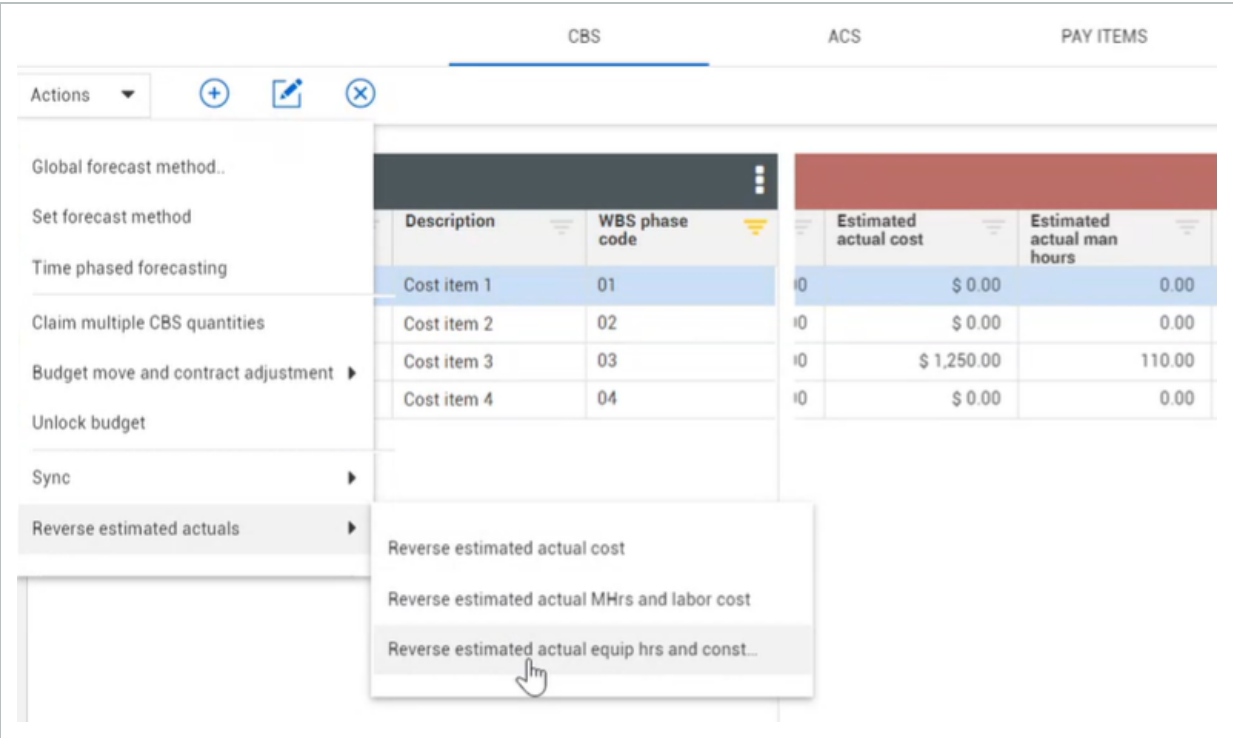 CBS ACS PAY ITEMS
Actions
Global forecast method..
Set forecast method
Time phased forecasting
Claim multiple CBS quantities
Budget move and contract adjustment
Unlock budget
Sync
Reverse estimated actuals
Reverse estimated actual cost
Reverse estimated actual MHrs and labor cost
Reverse estimated actual equip hrs and const...
Description WBS phase
code
Estimated
actual cost
Estimated
actual man
hours
Cost item 1 01 00 $ 0.00 0.00
Cost item 2 02 00 $ 0.00 0.00
Cost item 3 03 00 $ 1,250.00 110.00
Cost item 4 04 00 $ 0.00 0.00